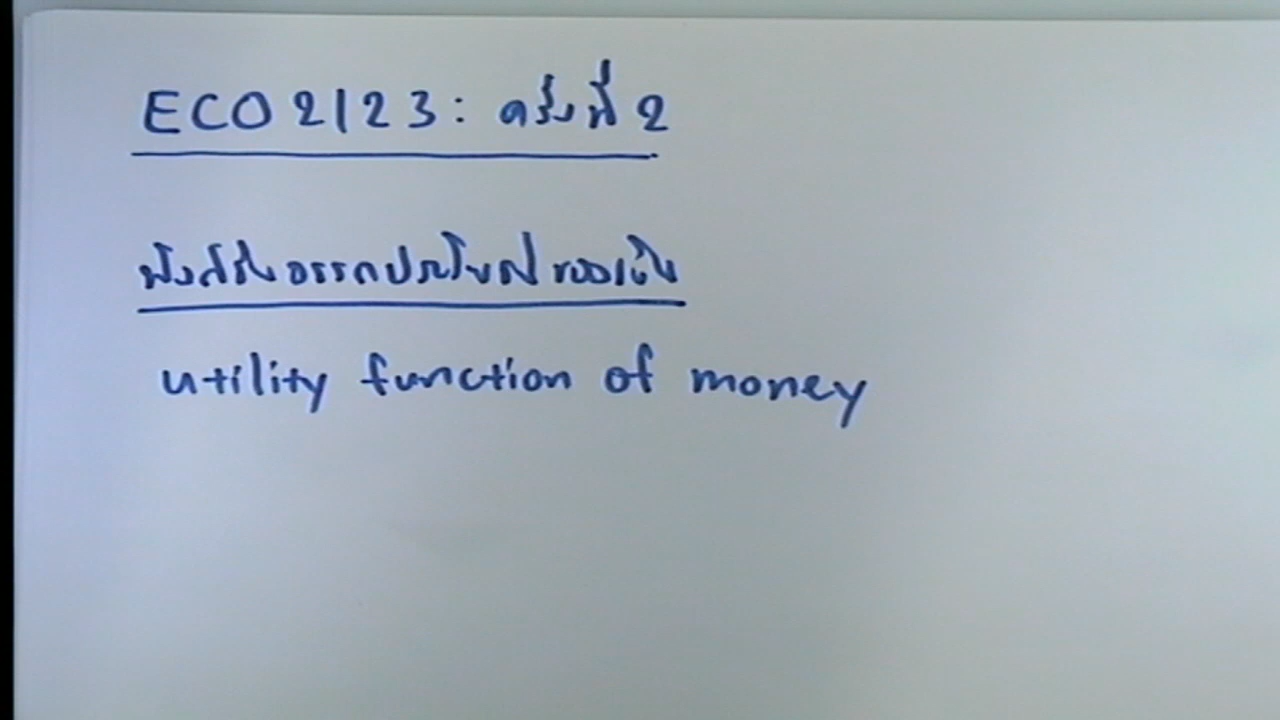 ECO 2123: ครั้งที่ 2
ฟังก์ชันอรรถประโยชน์ของเงิน
utility function of money